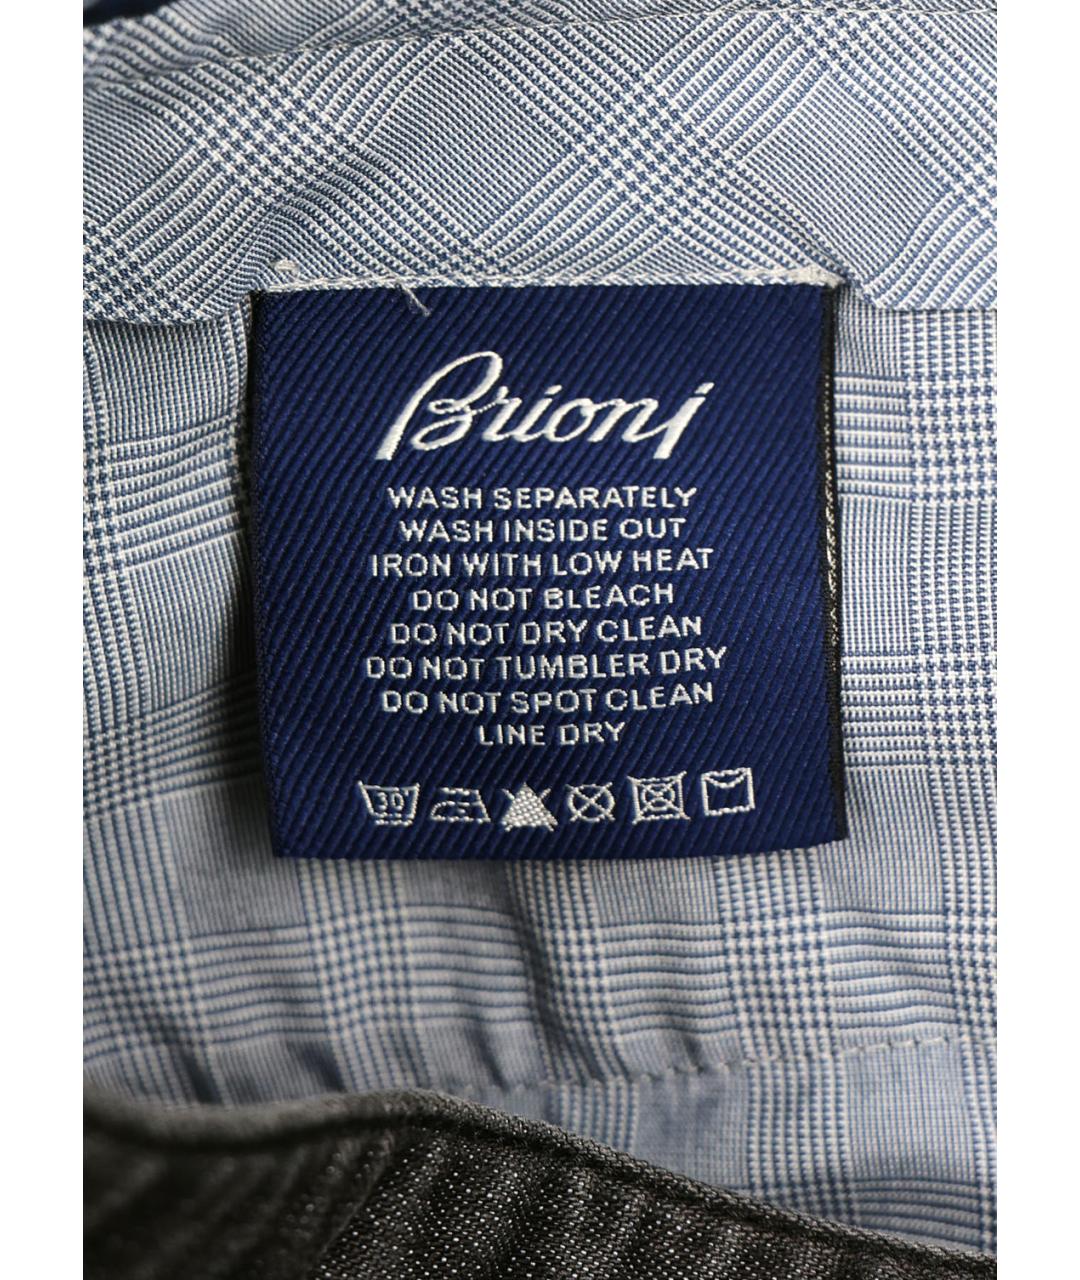 Brioni
WASH SEPARATELY
WASH INSIDE OUT
IRON WITH LOW HEAT
DO NOT BLEACH
DO NOT DRY CLEAN
DO NOT TUMBLER DRY
DO NOT SPOT CLEAN
LINE DRY
30°